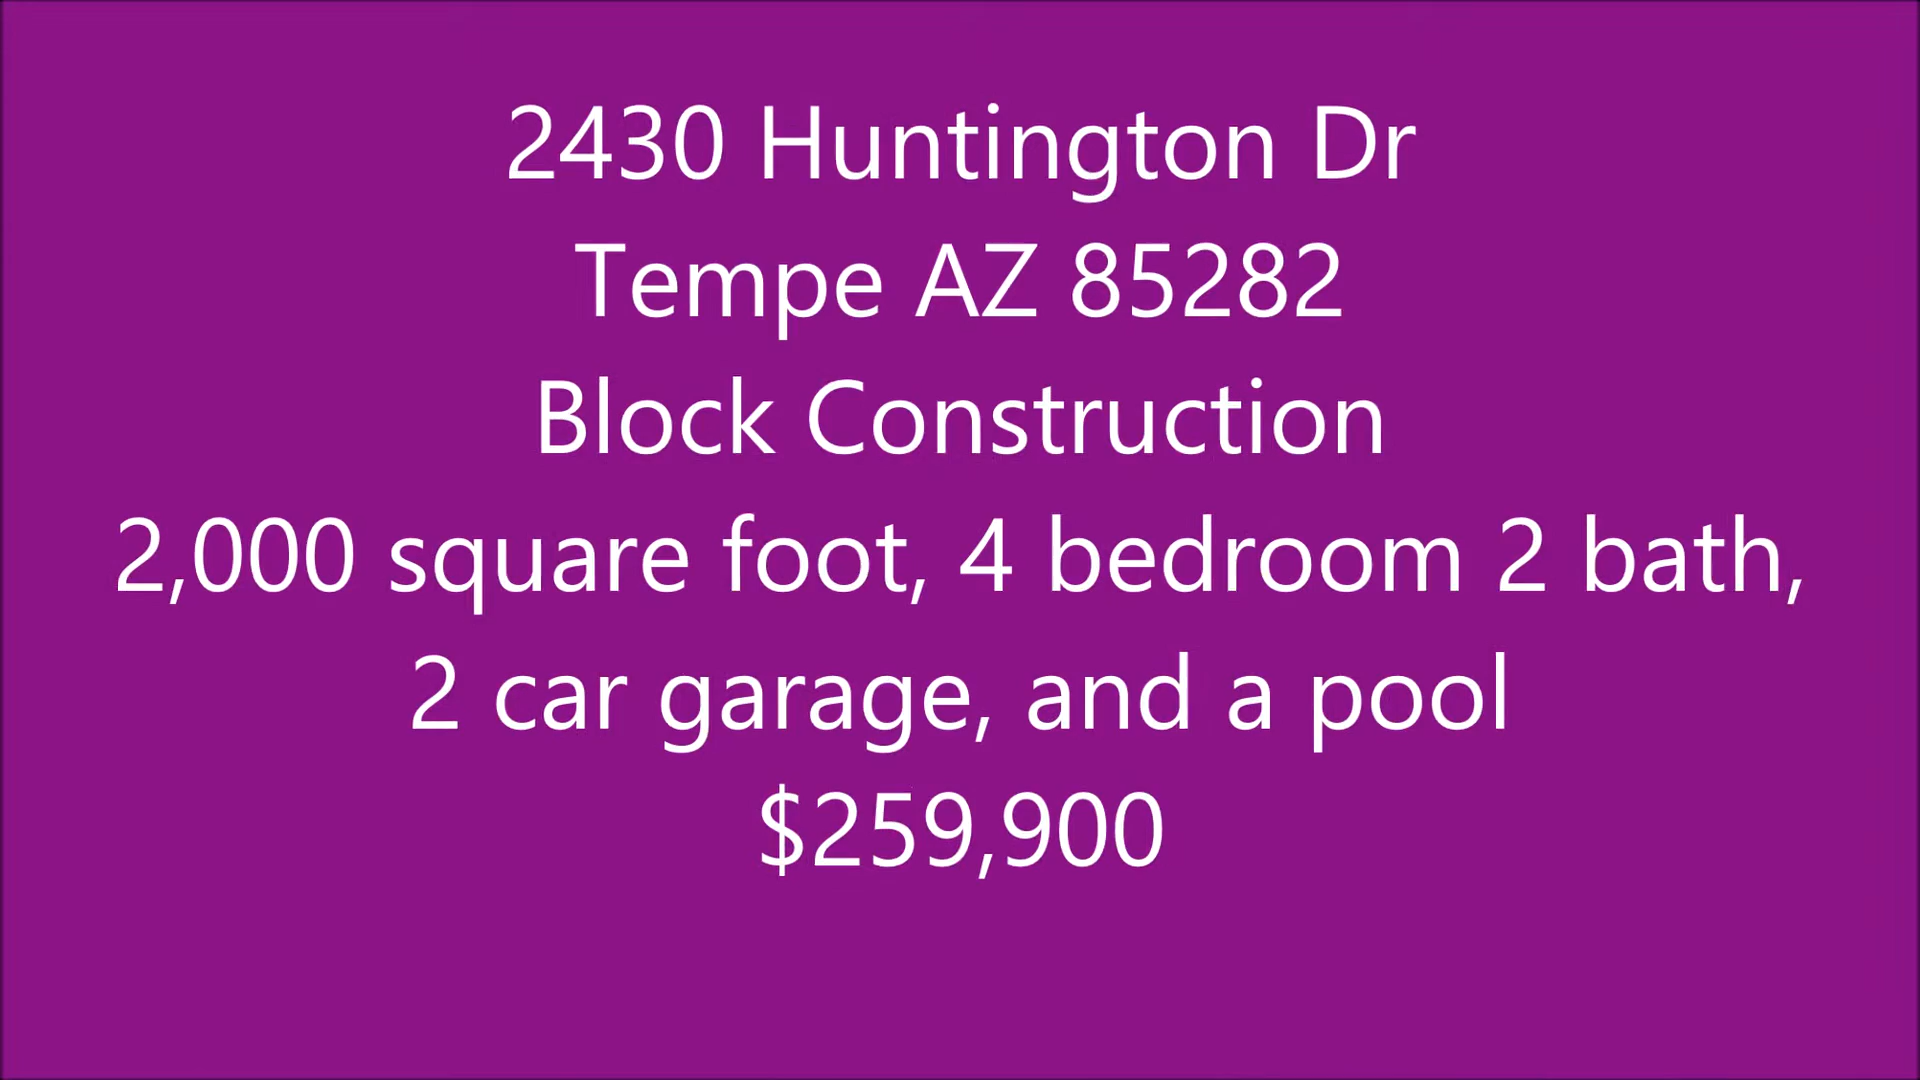 2430 Huntington Dr
Tempe AZ 85282
Block Construction
2,000 square foot, 4 bedroom 2 bath,
2 car garage, and a pool
$259,900